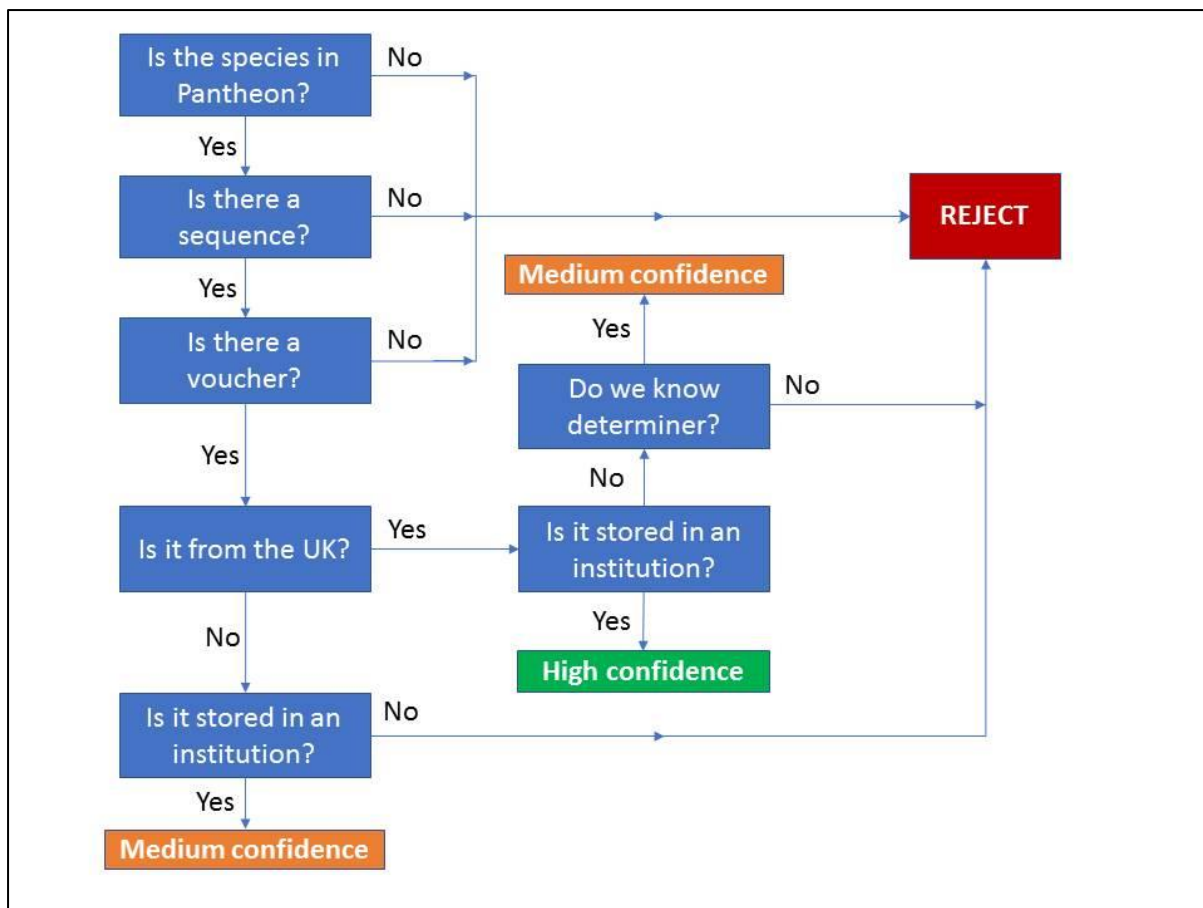 Is the species in
Pantheon?
No
Yes
Is there a
sequence?
No
REJECT
Yes
Medium confidence
Is there a
voucher?
No
Yes
Do we know
determiner?
No
Yes
No
Is it from the UK?
Yes
Is it stored in an
institution?
No
Yes
High confidence
Is it stored in an
institution?
No
Yes
Medium confidence